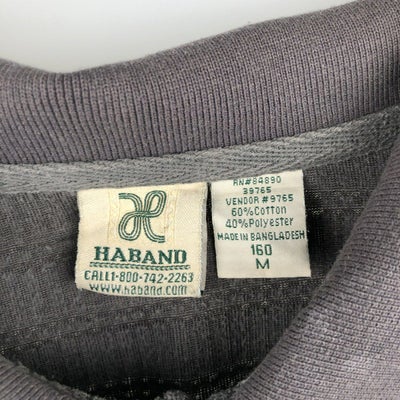 HABAND
CALL 1-800-742-2263
www.haband.com
RN#84890
39765
VENDOR #9765
60% Cotton
40% Polyester
MADE IN BANGLADESH
160
M